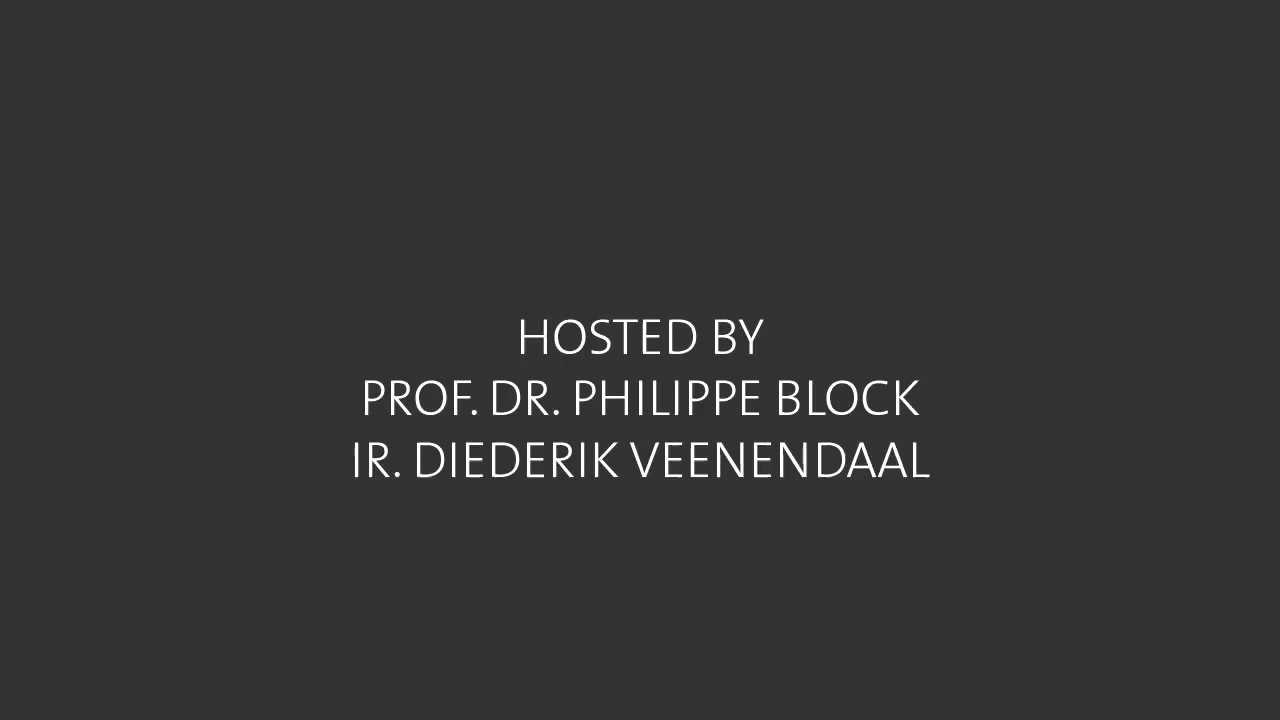 HOSTED BY
PROF. DR. PHILIPPE BLOCK
IR. DIEDERIK VEENENDAAL